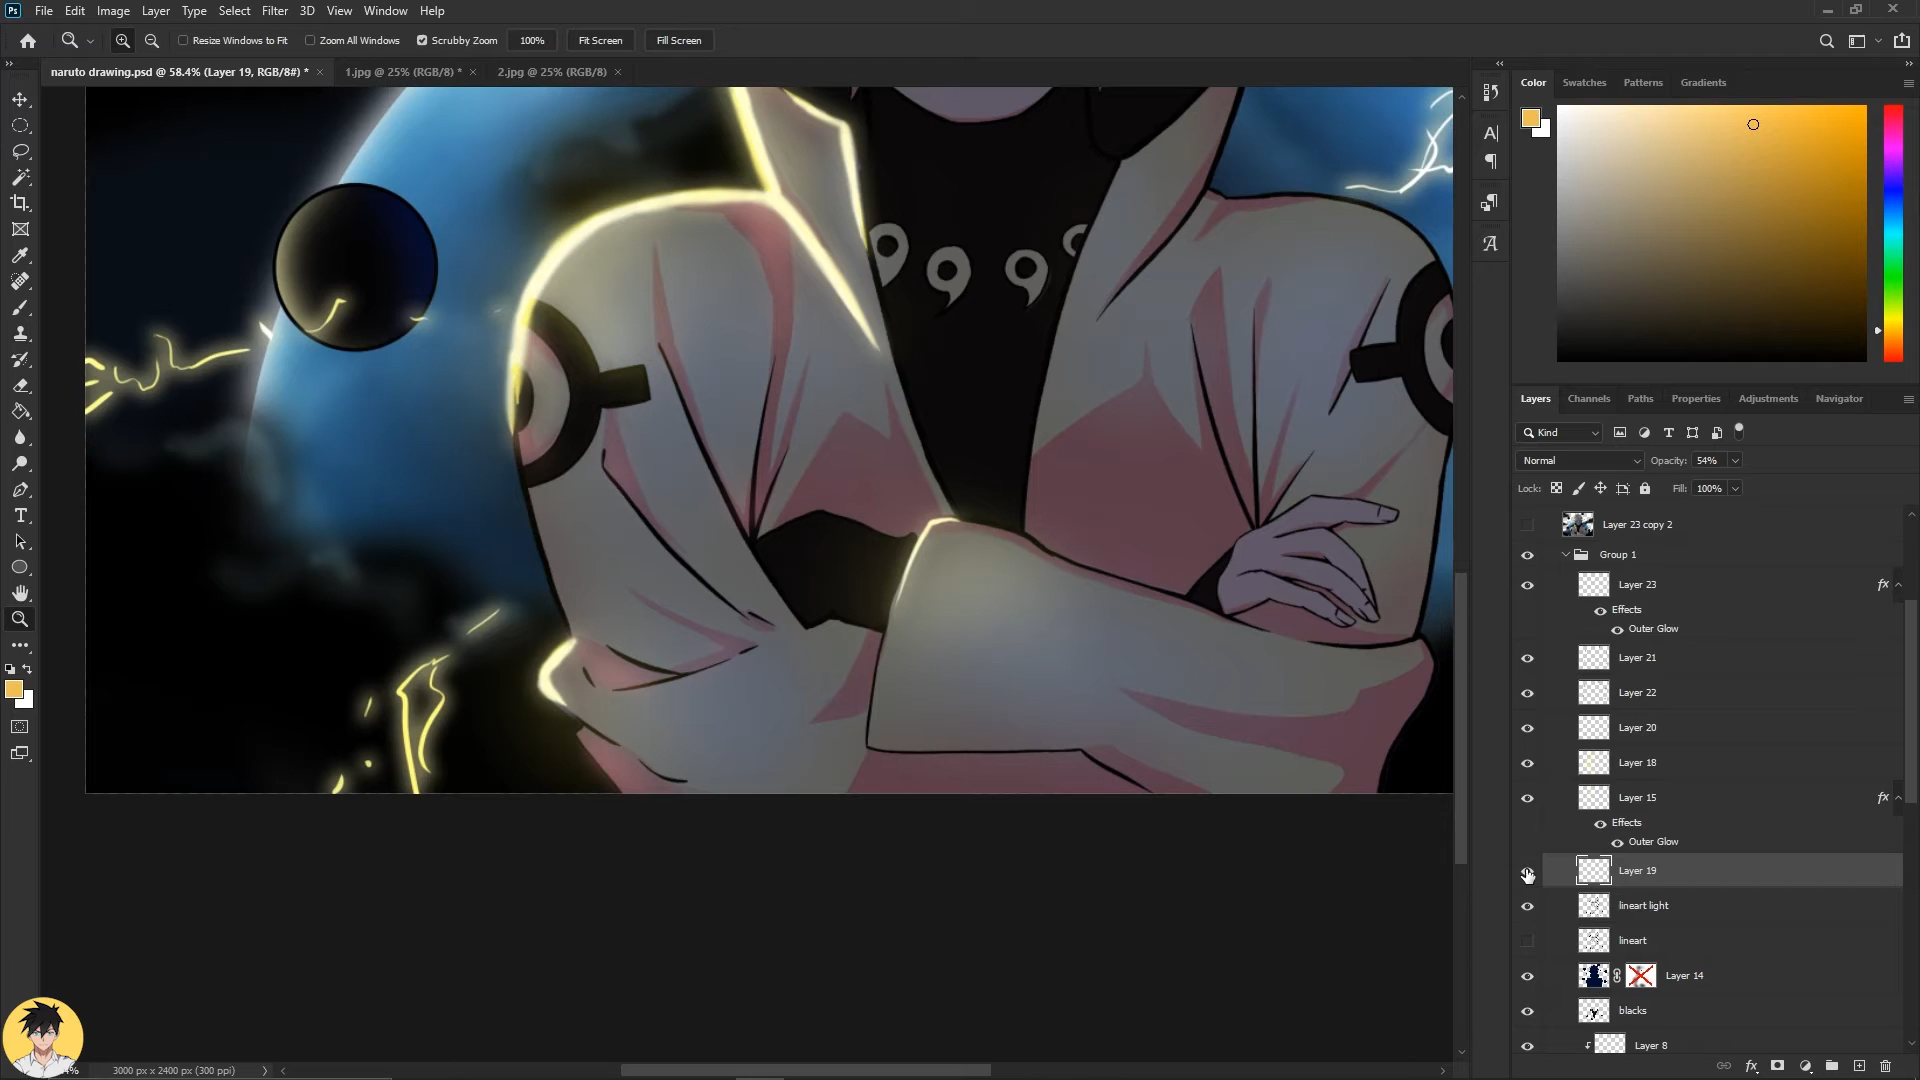 Ps File Edit Image Layer Type Select Filter 3D View Window Help
Resize Windows to Fit Zoom All Windows Scrubby Zoom 100% Fit Screen Fill Screen
naruto drawing.psd @ 58.4% (Layer 19, RGB/8#) * 1.jpg @ 25% (RGB/8) * 2.jpg @ 25% (RGB/8)
Color Swatches Patterns Gradients
Layers Channels Paths Properties Adjustments Navigator
Kind
Normal Opacity: 54%
Lock: Fill: 100%
Layer 23 copy 2
Group 1
Layer 23 fx
Effects
Outer Glow
Layer 21
Layer 22
Layer 20
Layer 18
Layer 15 fx
Effects
Outer Glow
Layer 19
lineart light
lineart
Layer 14
blacks
Layer 8
3000 px x 2400 px (300 ppi)
fx